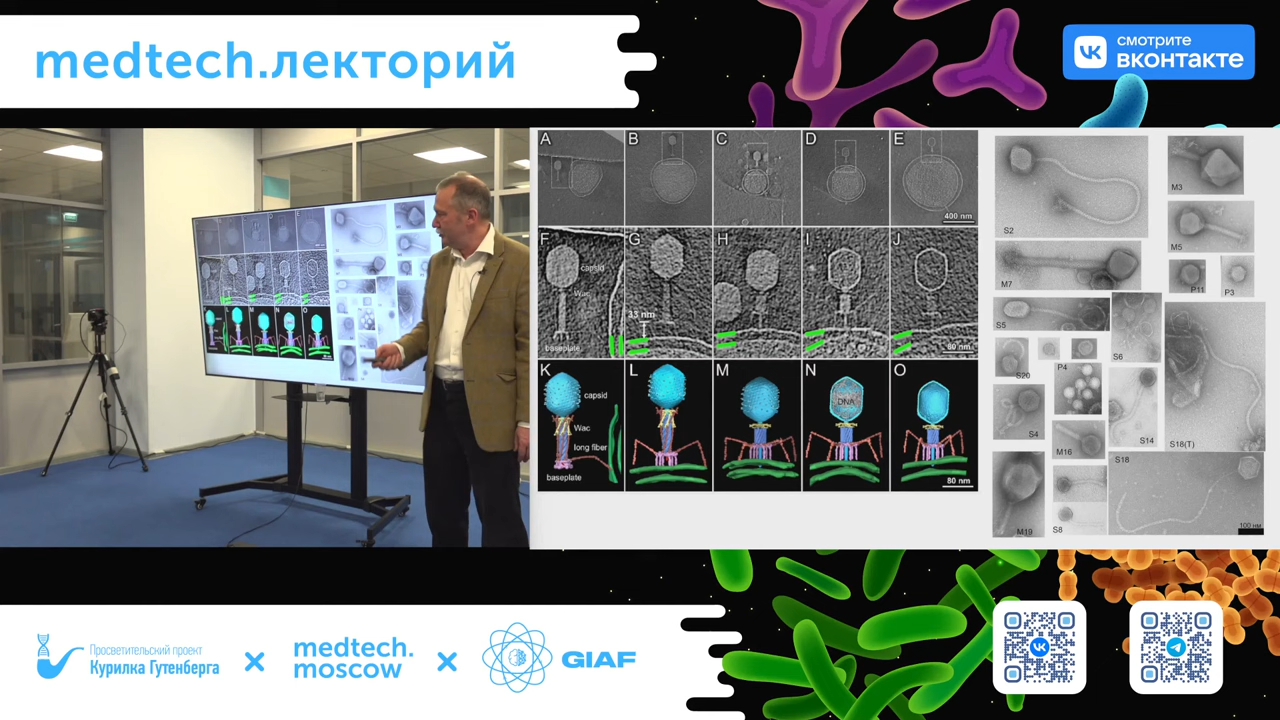 medtech.лекторий
смотрите
вконтакте
A B C D E
400 nm
F G H I J
capsid
Wac
33 nm
baseplate
80 nm
K L M N O
capsid
DNA
Wac
long fiber
baseplate
80 nm
S2
M3
M5
M7
P11
P3
S5
S6
S20
P4
S4
S14
S18(T)
M16
S18
M19
S8
100 нм
Просветительский проект
Курилка Гутенберга
×
medtech.
moscow
×
GIAF